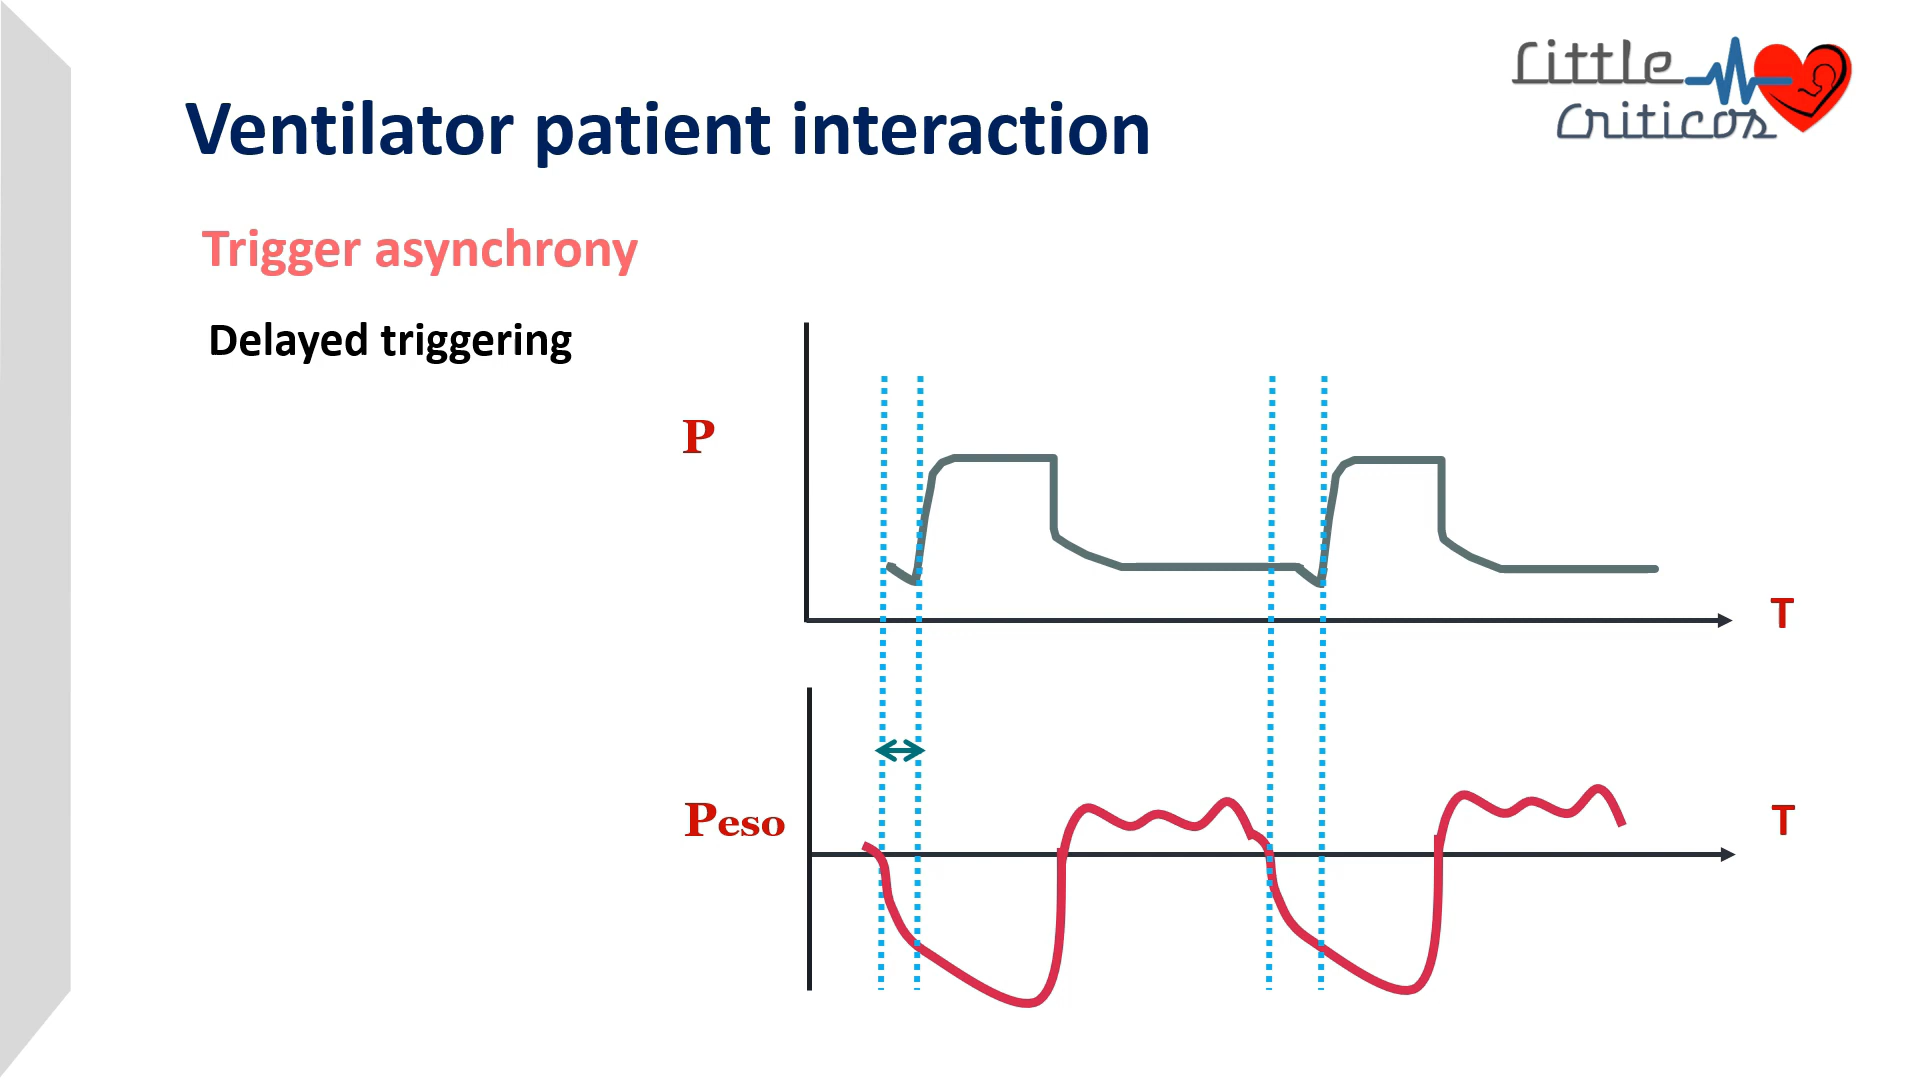 Little
Criticos
Ventilator patient interaction
Trigger asynchrony
Delayed triggering
P
T
Peso
T